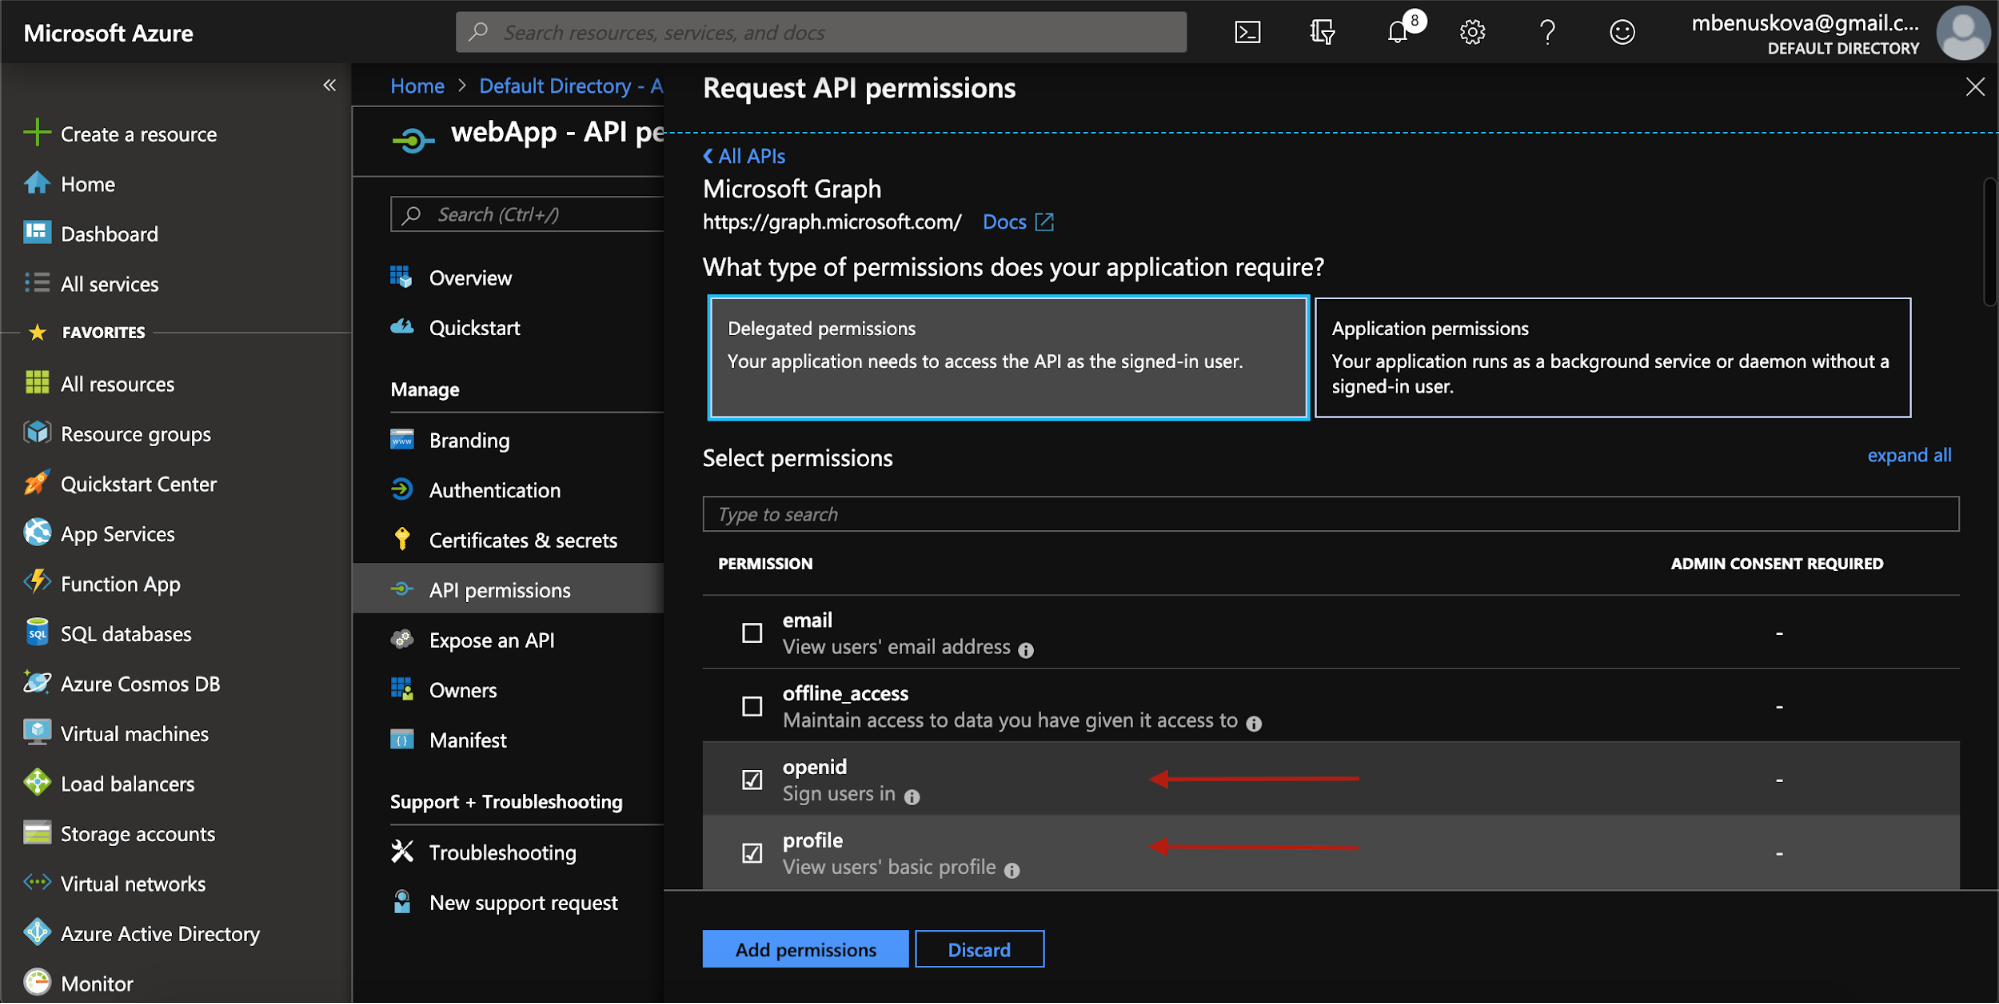 Microsoft Azure
Search resources, services, and docs
8
mbenuskova@gmail.c...
DEFAULT DIRECTORY
«
Create a resource
Home
Dashboard
All services
FAVORITES
All resources
Resource groups
Quickstart Center
App Services
Function App
SQL databases
Azure Cosmos DB
Virtual machines
Load balancers
Storage accounts
Virtual networks
Azure Active Directory
Monitor
Home > Default Directory - A
webApp - API pe
Search (Ctrl+/)
Overview
Quickstart
Manage
Branding
Authentication
Certificates & secrets
API permissions
Expose an API
Owners
Manifest
Support + Troubleshooting
Troubleshooting
New support request
Request API permissions
All APIs
Microsoft Graph
https://graph.microsoft.com/ Docs
What type of permissions does your application require?
Delegated permissions
Your application needs to access the API as the signed-in user.
Application permissions
Your application runs as a background service or daemon without a
signed-in user.
Select permissions
expand all
Type to search
PERMISSION
ADMIN CONSENT REQUIRED
email
View users' email address
-
offline_access
Maintain access to data you have given it access to
-
openid
Sign users in
-
profile
View users' basic profile
-
Add permissions
Discard